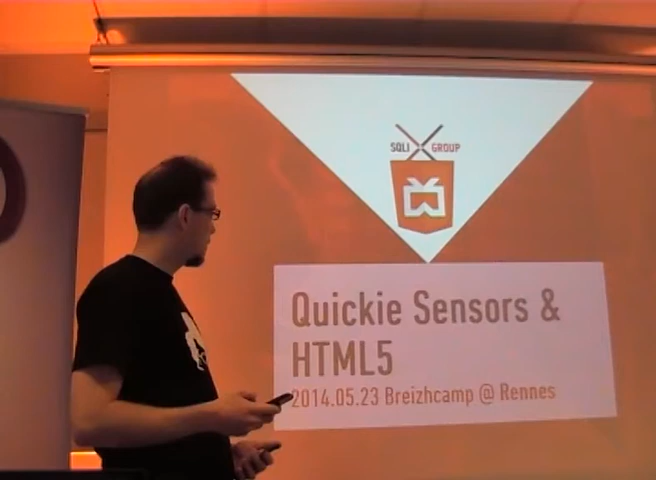 SQLI GROUP
Quickie Sensors &
HTML5
2014.05.23 Breizhcamp @ Rennes